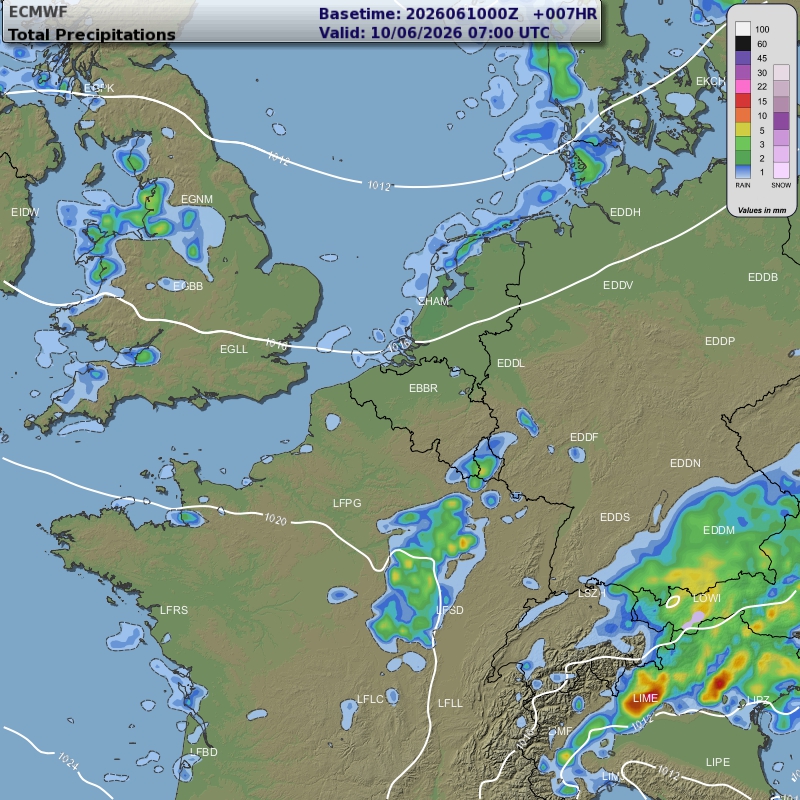 ECMWF
Basetime: 2026061000Z +007HR
Total Precipitations
Valid: 10/06/2026 07:00 UTC
100
60
45
30
22
15
10
5
3
2
1
RAIN SNOW
Values in mm
EKCH
EIDW
EGNM
EDDH
EGBB
EHAM
EDDV
EDDB
1012
1012
1016
1016
EGLL
EDDP
EDDL
EBBR
EDDF
EDDN
LFPG
1020
EDDS
EDDM
LSZH
LOWI
LFRS
LFSD
LFLC
LFLL
LIME
LIPZ
1012
LFBD
LIPE
1012
1024